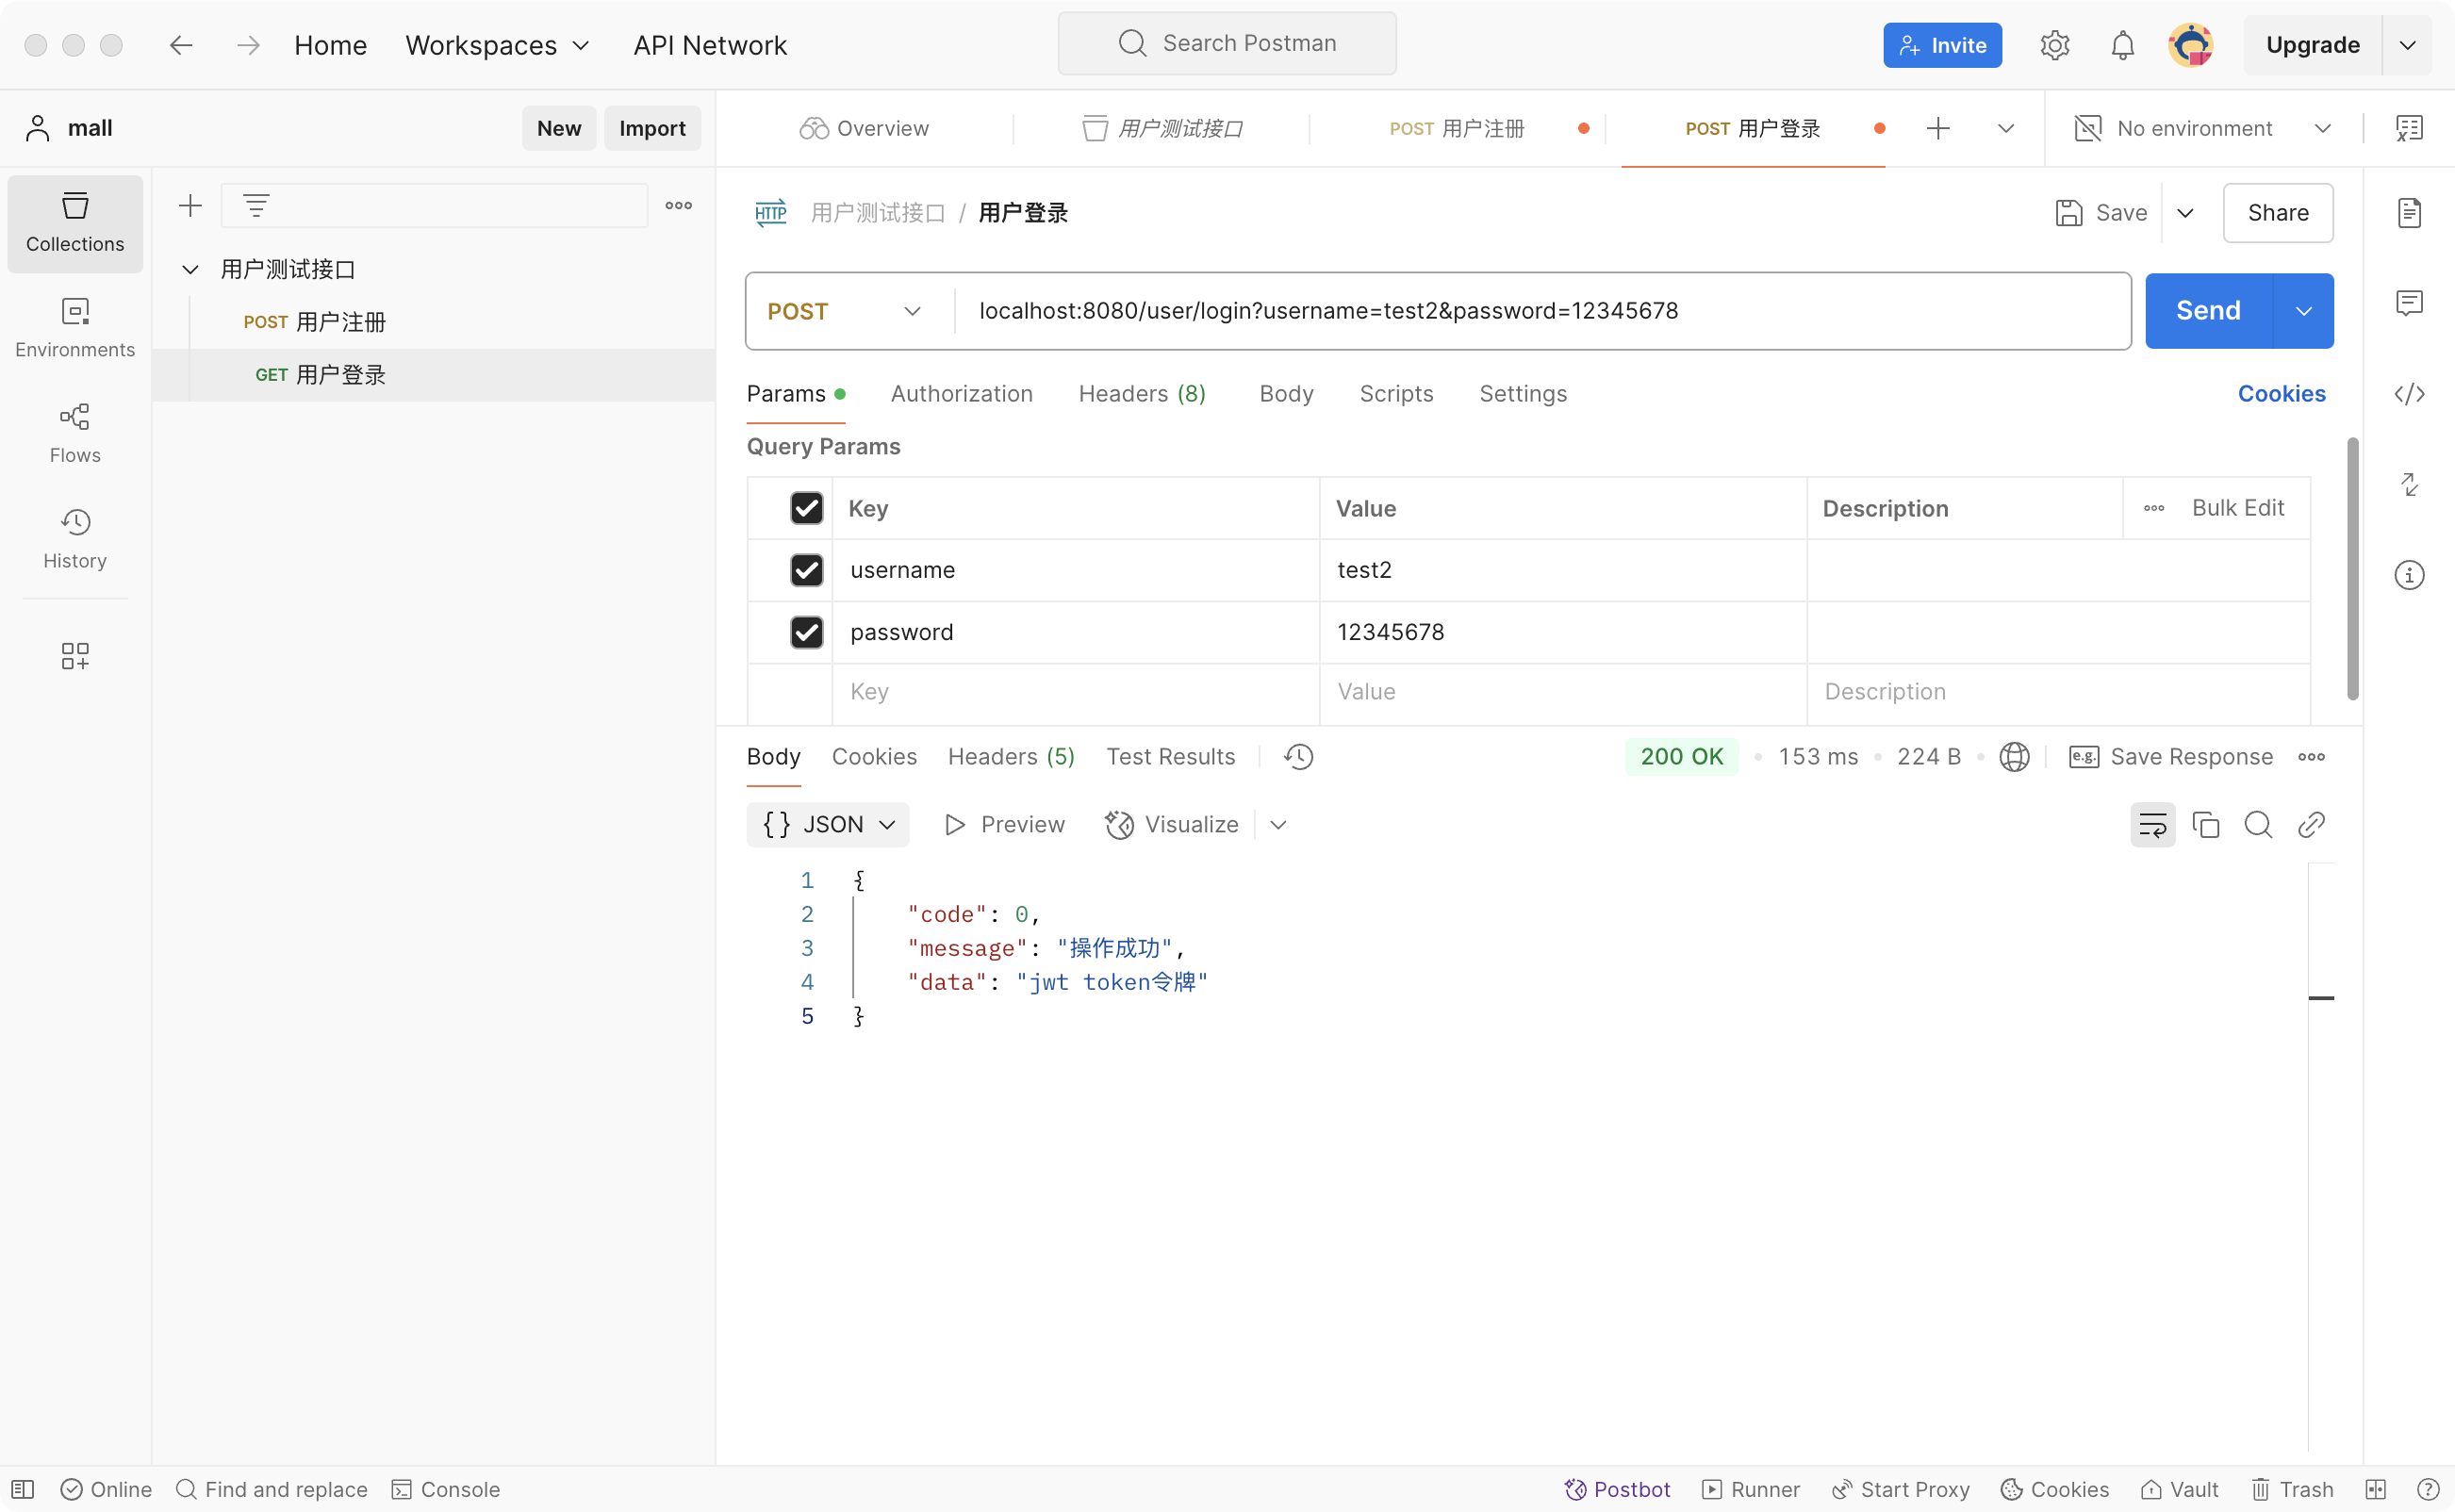 Home Workspaces API Network Search Postman Invite Upgrade
mall New Import Overview 用户测试接口 POST 用户注册 POST 用户登录 No environment
Collections
Environments
Flows
History
用户测试接口
POST 用户注册
GET 用户登录
HTTP 用户测试接口 / 用户登录 Save Share
POST localhost:8080/user/login?username=test2&password=12345678 Send
Params Authorization Headers (8) Body Scripts Settings Cookies
Query Params
Key Value Description Bulk Edit
username test2
password 12345678
Key Value Description
Body Cookies Headers (5) Test Results 200 OK 153 ms 224 B e.g. Save Response
{} JSON Preview Visualize
1 {
2 "code": 0,
3 "message": "操作成功",
4 "data": "jwt token令牌"
5 }
Online Find and replace Console Postbot Runner Start Proxy Cookies Vault Trash